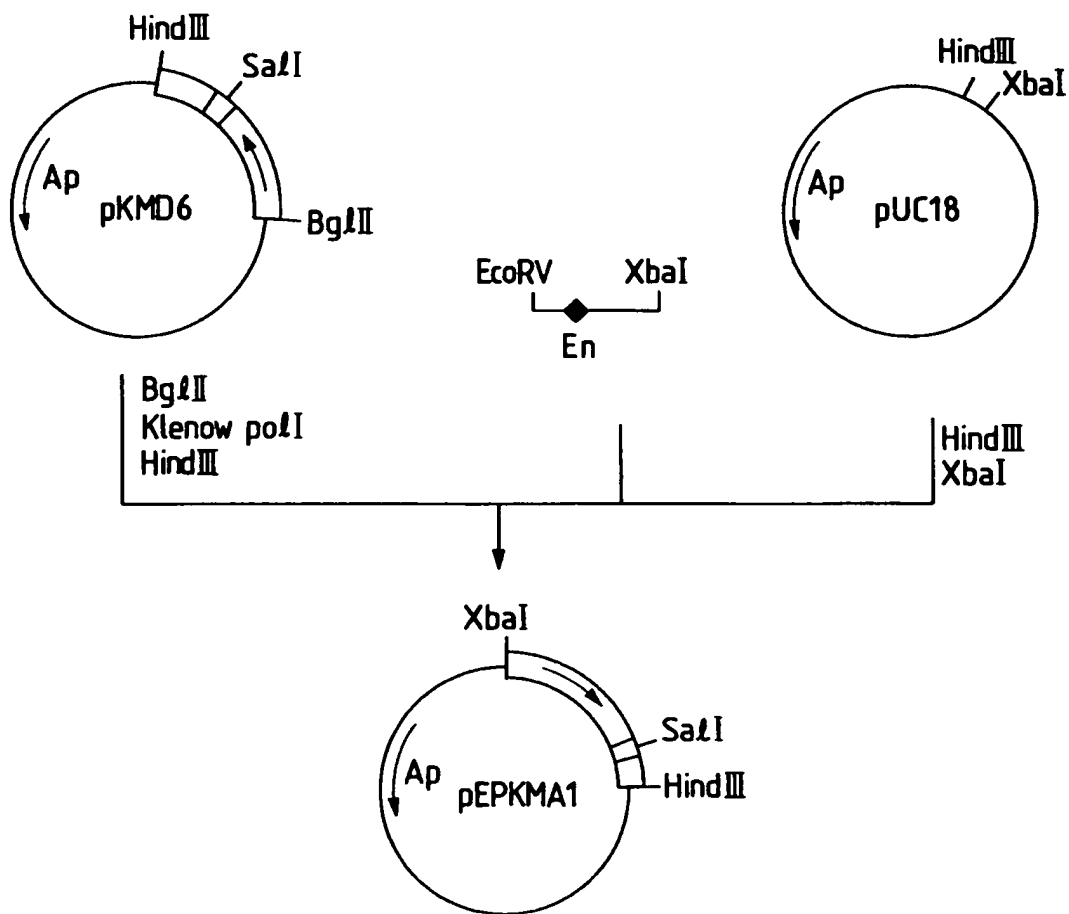 HindⅢ
SalI
Ap
pKMD6
BglⅡ
HindⅢ
XbaI
Ap
pUC18
EcoRV
XbaI
En
BglⅡ
Klenow polI
HindⅢ
HindⅢ
XbaI
XbaI
SalI
HindⅢ
Ap
pEPKMA1